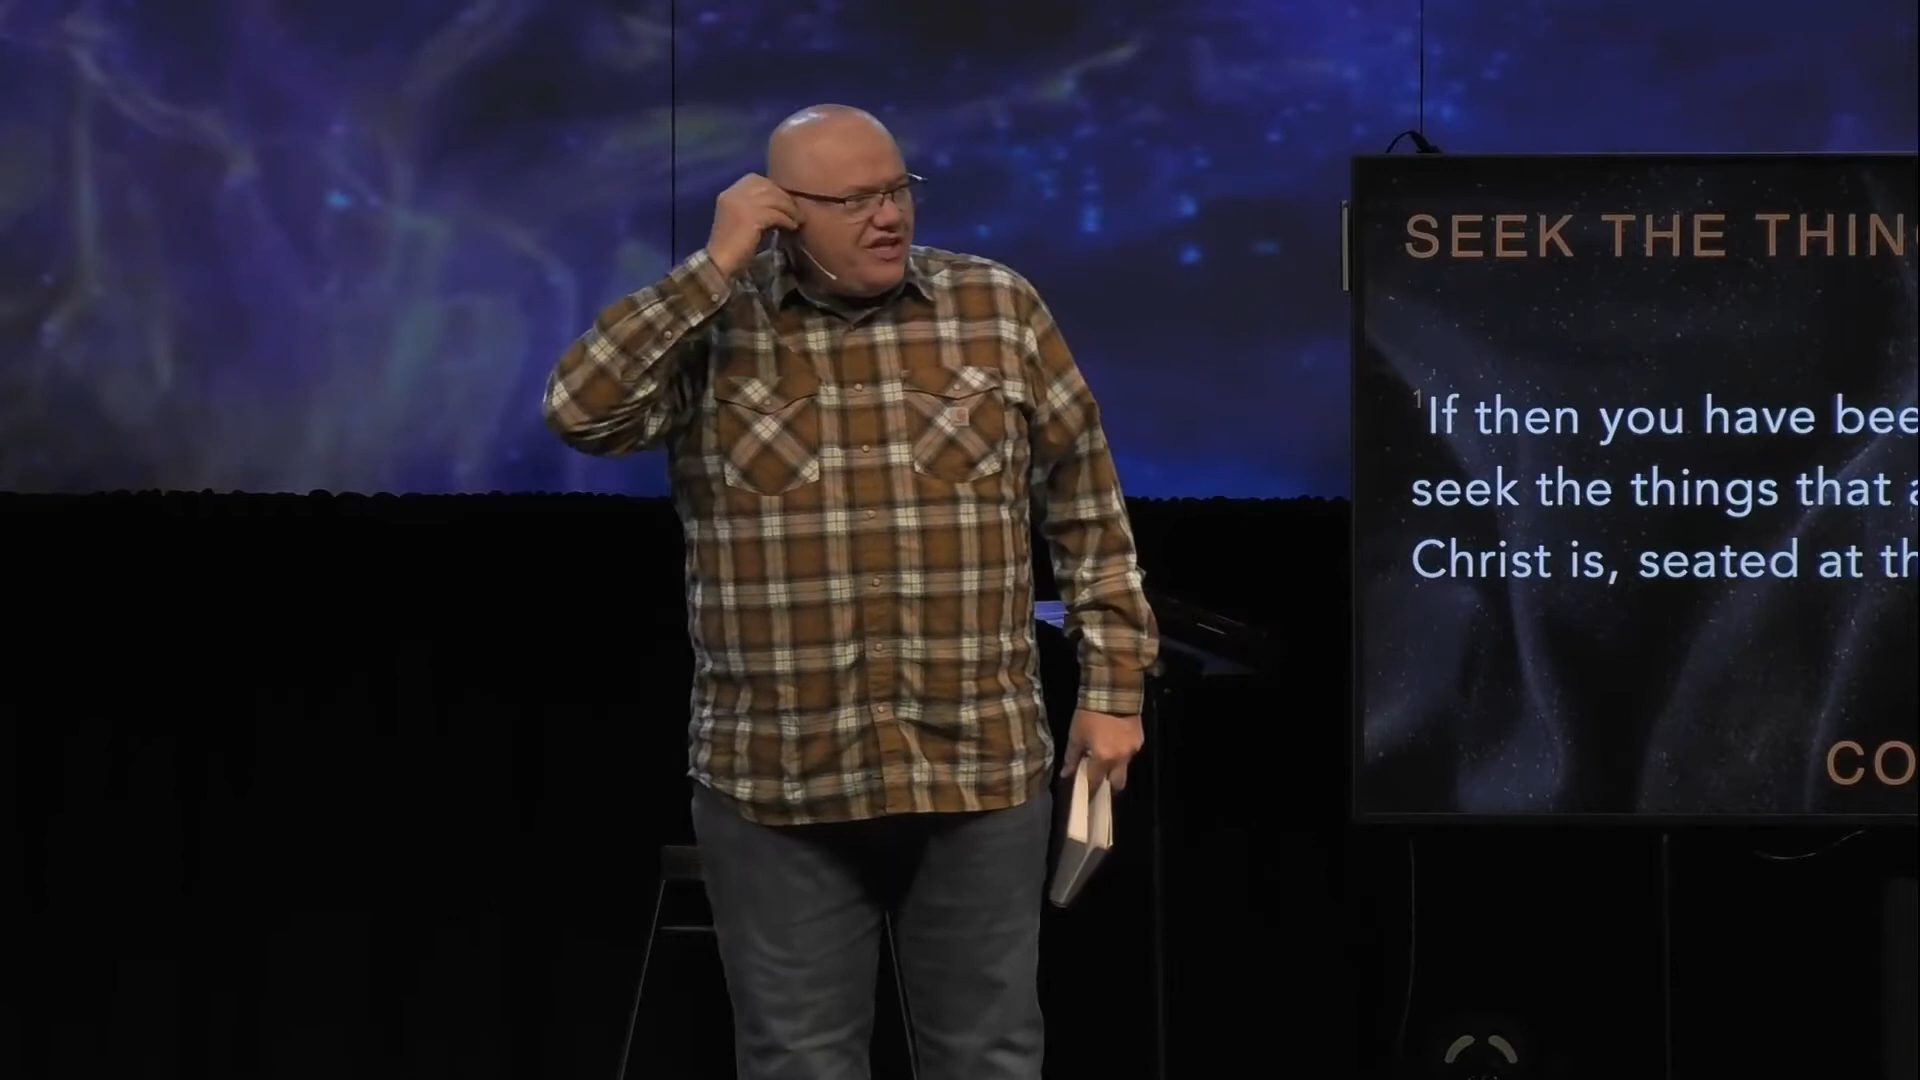 SEEK THE THIN
1 If then you have bee
seek the things that a
Christ is, seated at th
CO